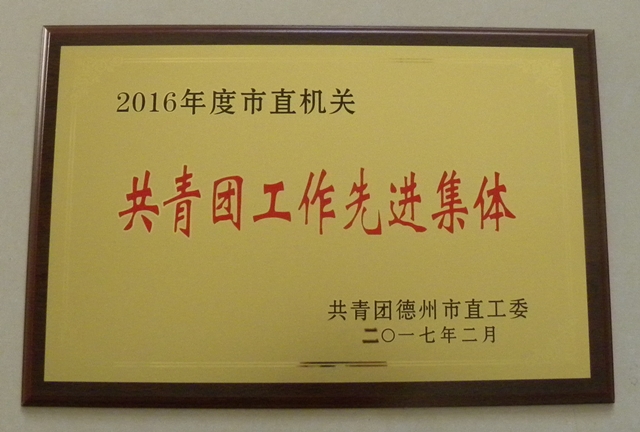 2016年度市直机关
共青团工作先进集体
共青团德州市直工委
二〇一七年二月